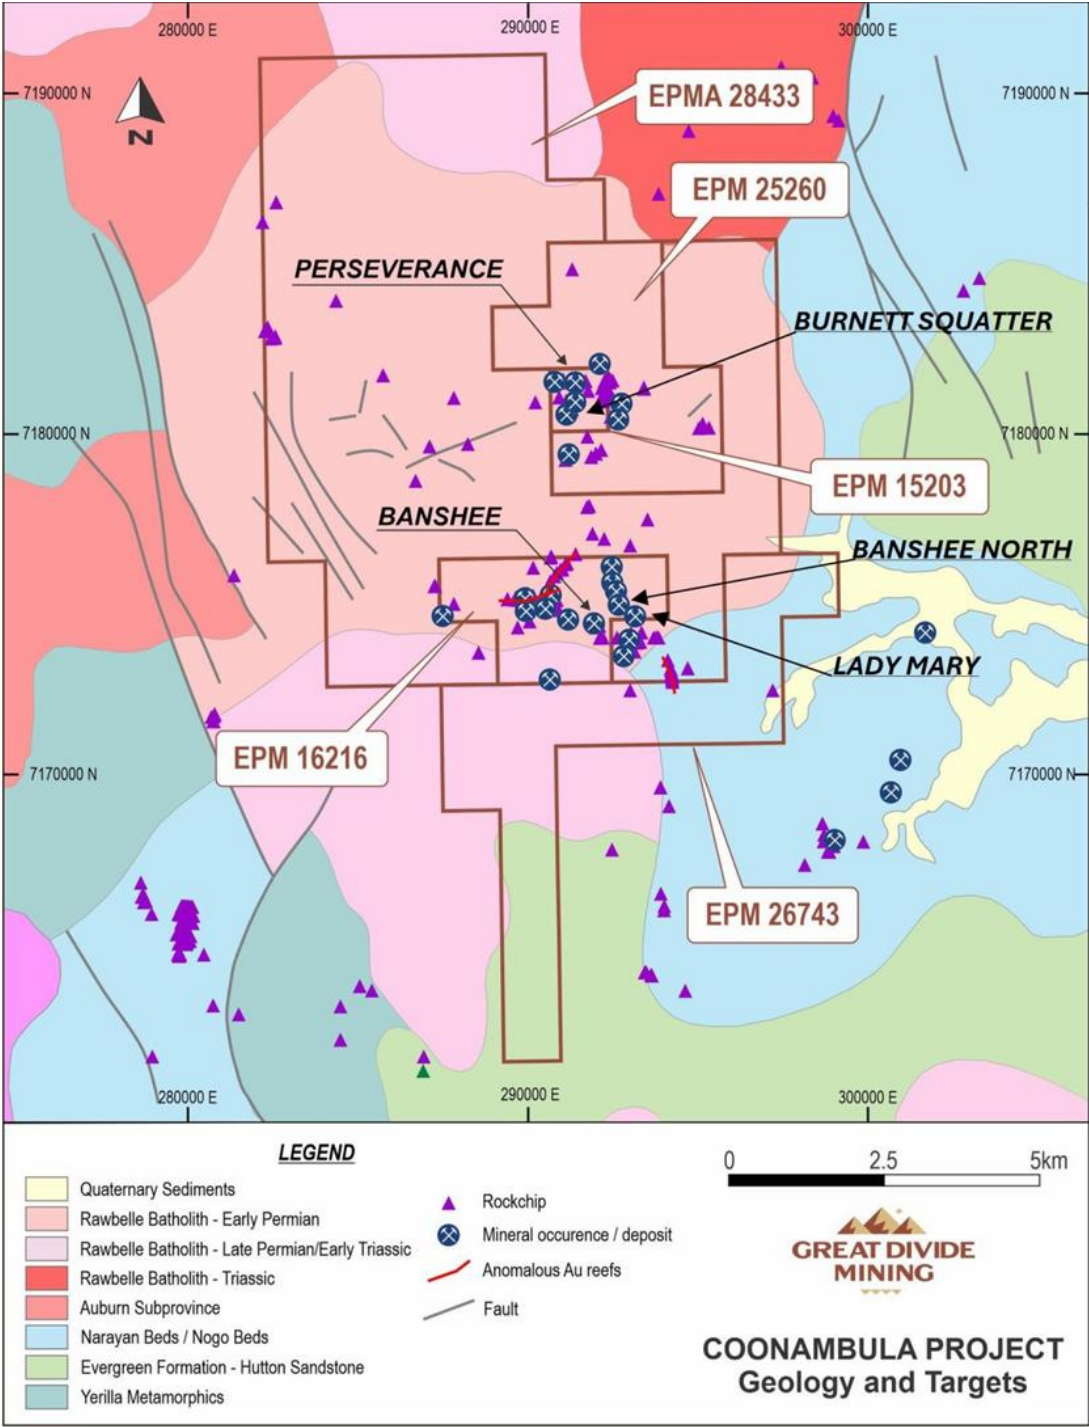 280000 E
290000 E
300000 E
7190000 N
7190000 N
N
EPMA 28433
EPM 25260
PERSEVERANCE
BURNETT SQUATTER
7180000 N
7180000 N
EPM 15203
BANSHEE
BANSHEE NORTH
LADY MARY
EPM 16216
7170000 N
7170000 N
EPM 26743
280000 E
290000 E
300000 E
LEGEND
Quaternary Sediments
Rawbelle Batholith - Early Permian
Rawbelle Batholith - Late Permian/Early Triassic
Rawbelle Batholith - Triassic
Auburn Subprovince
Narayan Beds / Nogo Beds
Evergreen Formation - Hutton Sandstone
Yerilla Metamorphics
Rockchip
Mineral occurence / deposit
Anomalous Au reefs
Fault
0 2.5 5km
GREAT DIVIDE
MINING
COONAMBULA PROJECT
Geology and Targets